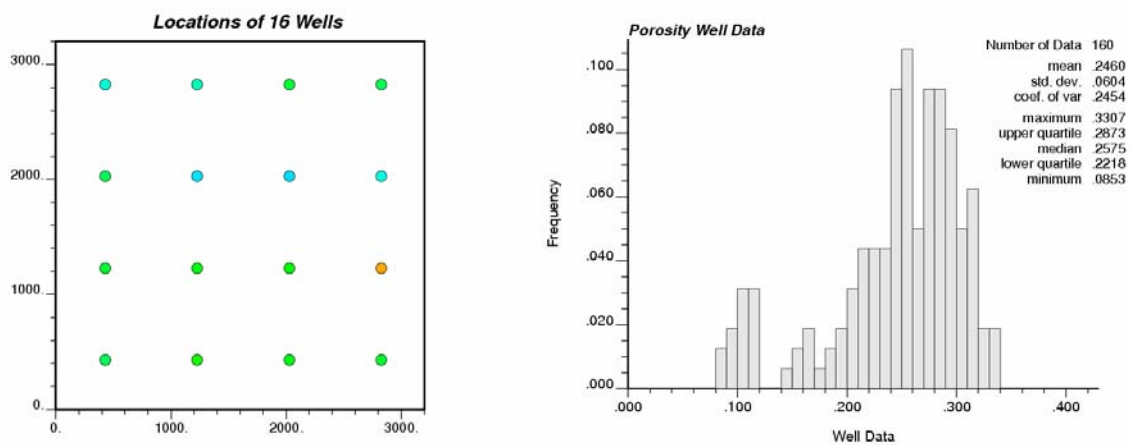 Locations of 16 Wells
3000.
2000.
1000.
0.
0. 1000. 2000. 3000.
Porosity Well Data
Number of Data 160
mean .2460
std. dev. .0604
coef. of var .2454
maximum .3307
upper quartile .2873
median .2575
lower quartile .2218
minimum .0853
Frequency
.100
.080
.060
.040
.020
.000
.000 .100 .200 .300 .400
Well Data